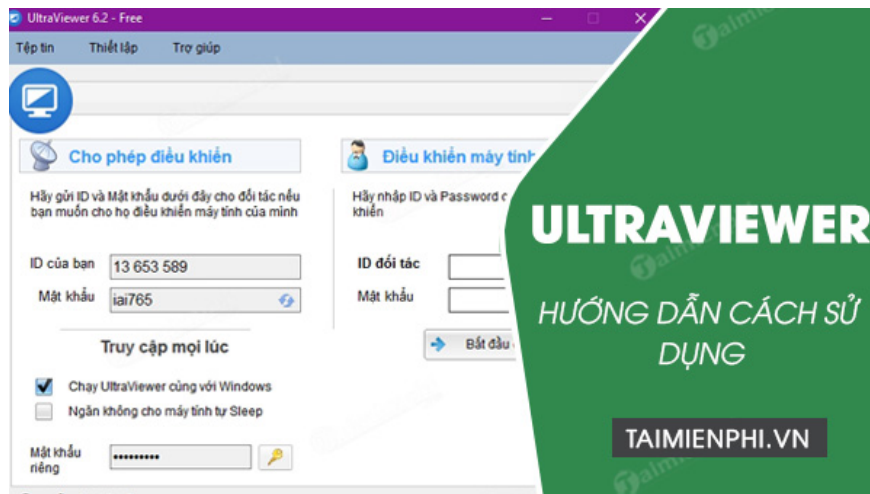 UltraViewer 6.2 - Free
Tệp tin Thiết lập Trợ giúp
Cho phép điều khiển
Hãy gửi ID và Mật khẩu dưới đây cho đối tác nếu
bạn muốn cho họ điều khiển máy tính của mình
ID của bạn 13 653 589
Mật khẩu iai765
Truy cập mọi lúc
Chạy UltraViewer cùng với Windows
Ngăn không cho máy tính tự Sleep
Mật khẩu
riêng •••••••••
Điều khiển máy tính
Hãy nhập ID và Password
khiển
ID đối tác
Mật khẩu
Bắt đầu
ULTRAVIEWER
HƯỚNG DẪN CÁCH SỬ
DỤNG
TAIMIENPHI.VN